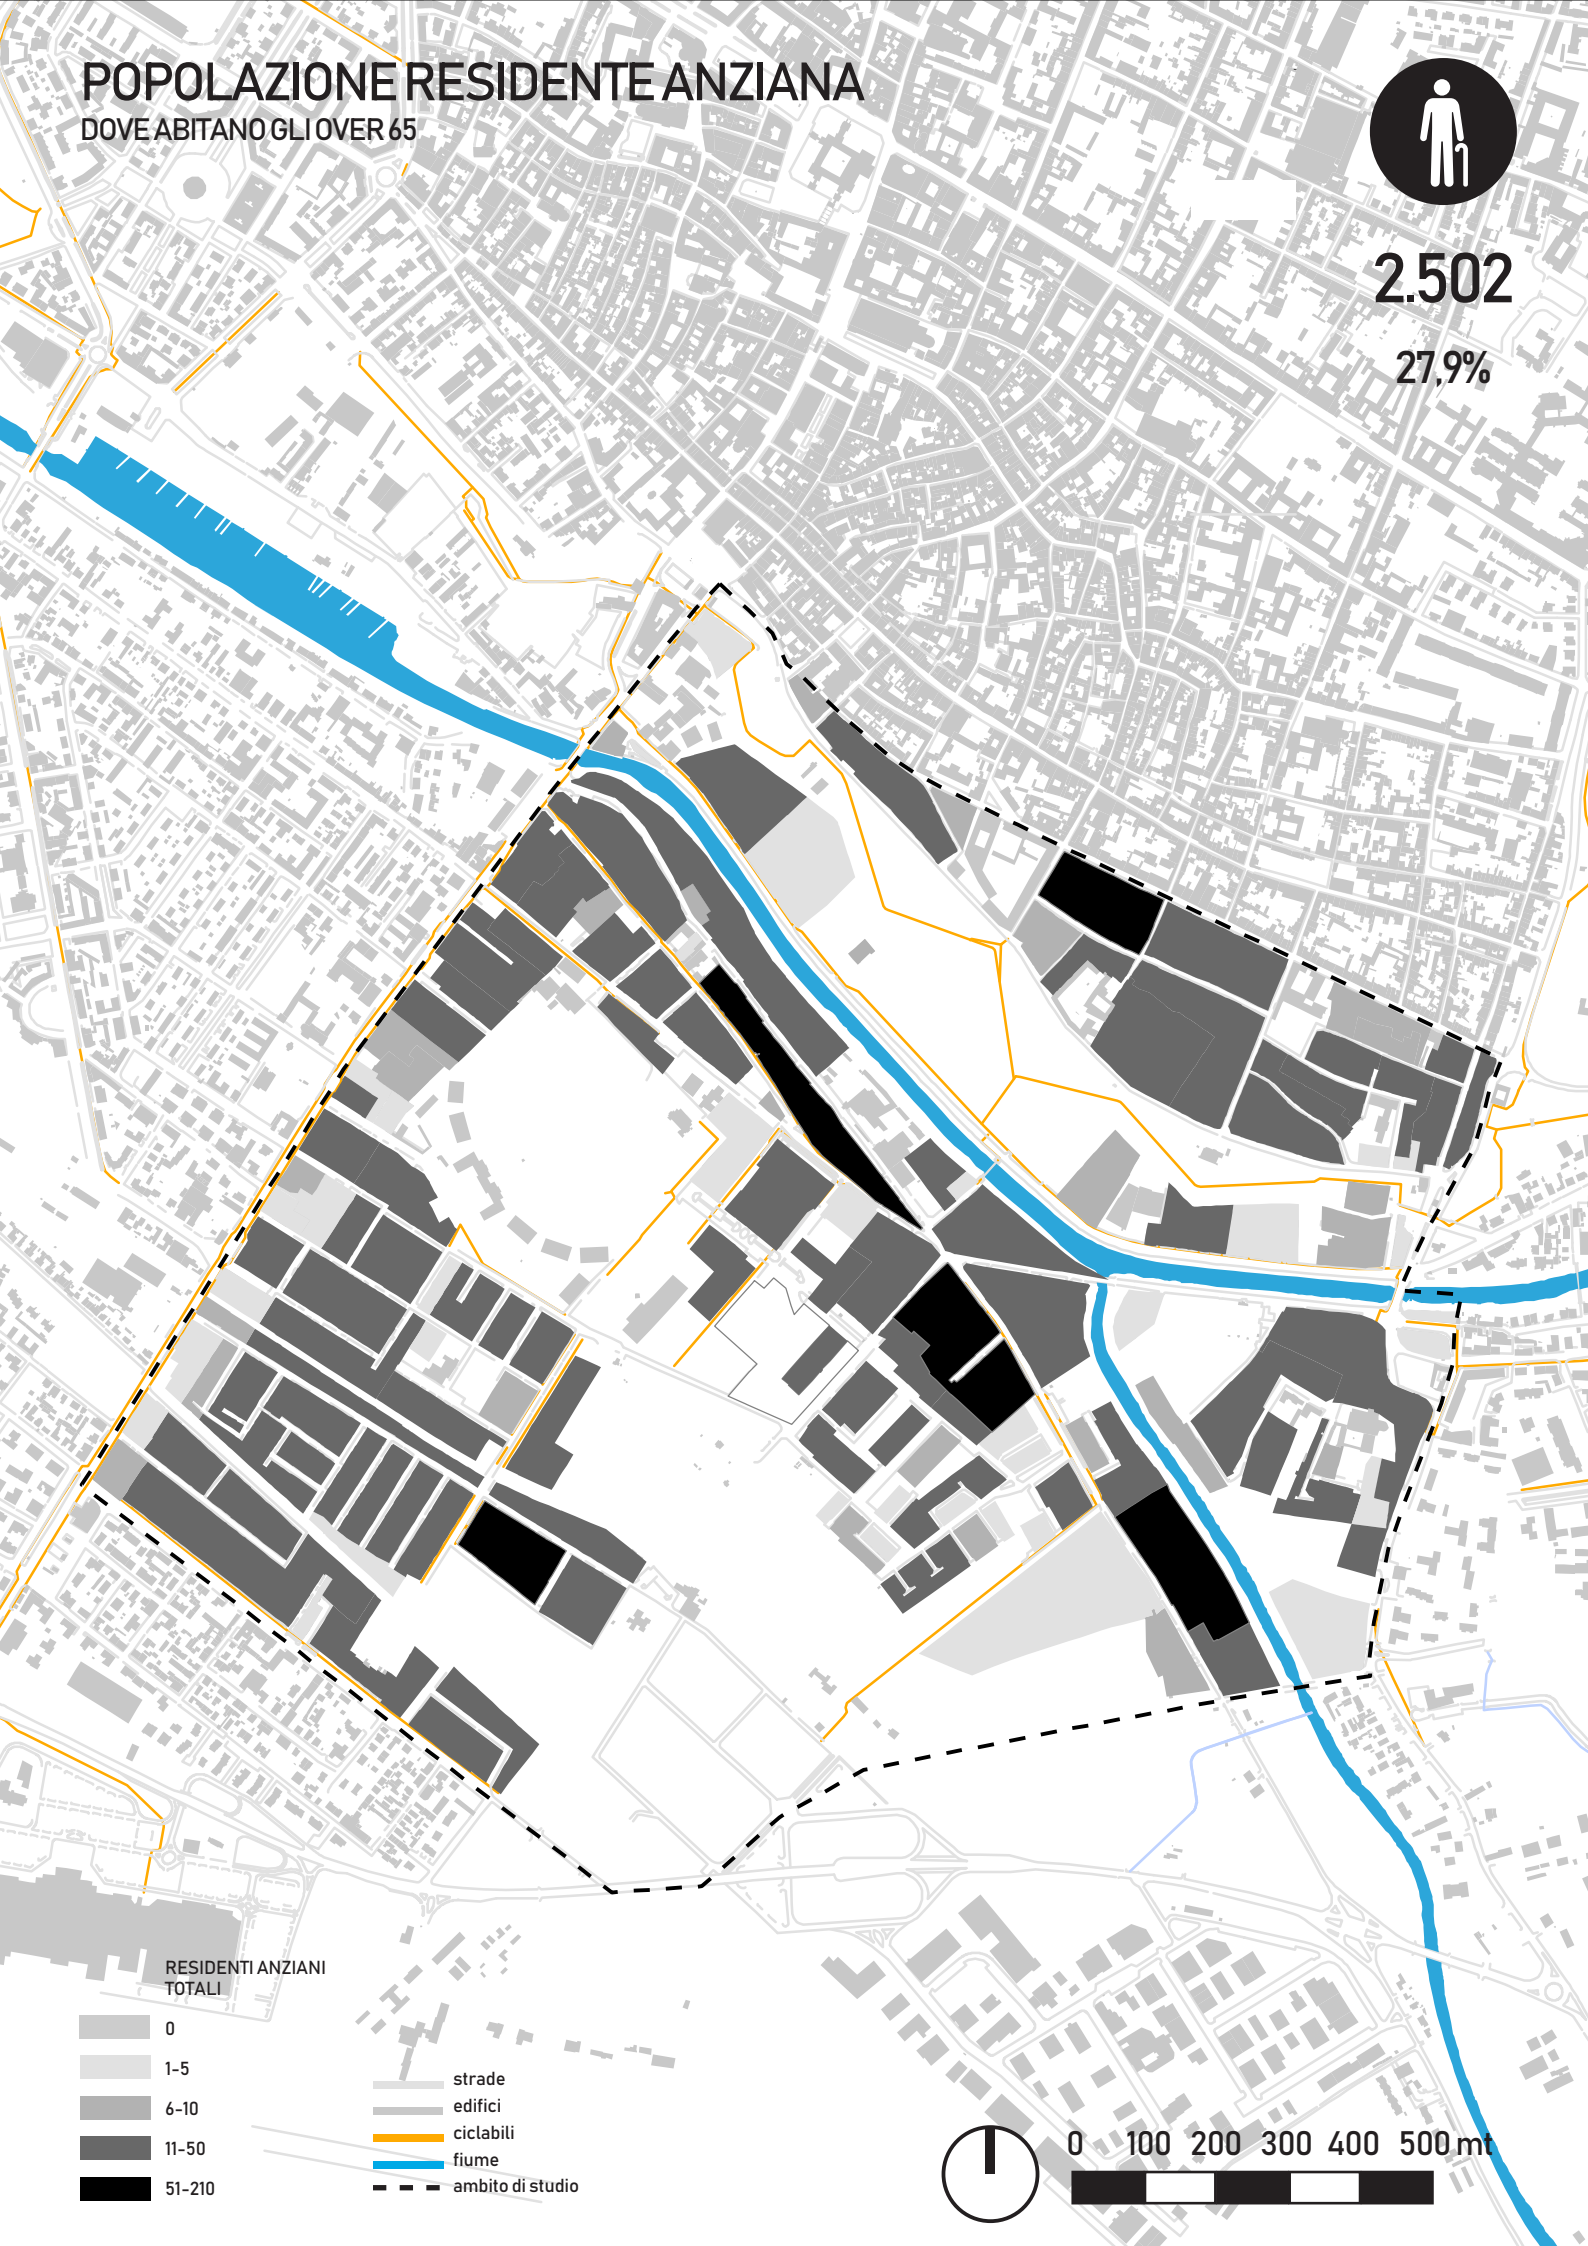 POPOLAZIONE RESIDENTE ANZIANA
DOVE ABITANO GLI OVER 65
2.502
27,9%
RESIDENTI ANZIANI
TOTALI
0
1-5
6-10
11-50
51-210
strade
edifici
ciclabili
fiume
ambito di studio
0 100 200 300 400 500 mt